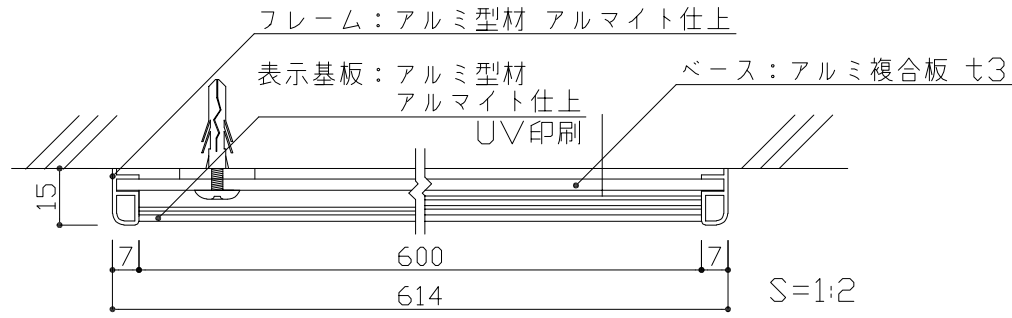 フレーム：アルミ型材 アルマイト仕上
表示基板：アルミ型材
アルマイト仕上
UV印刷
ベース：アルミ複合板 t3
15
7
600
7
614
S=1:2